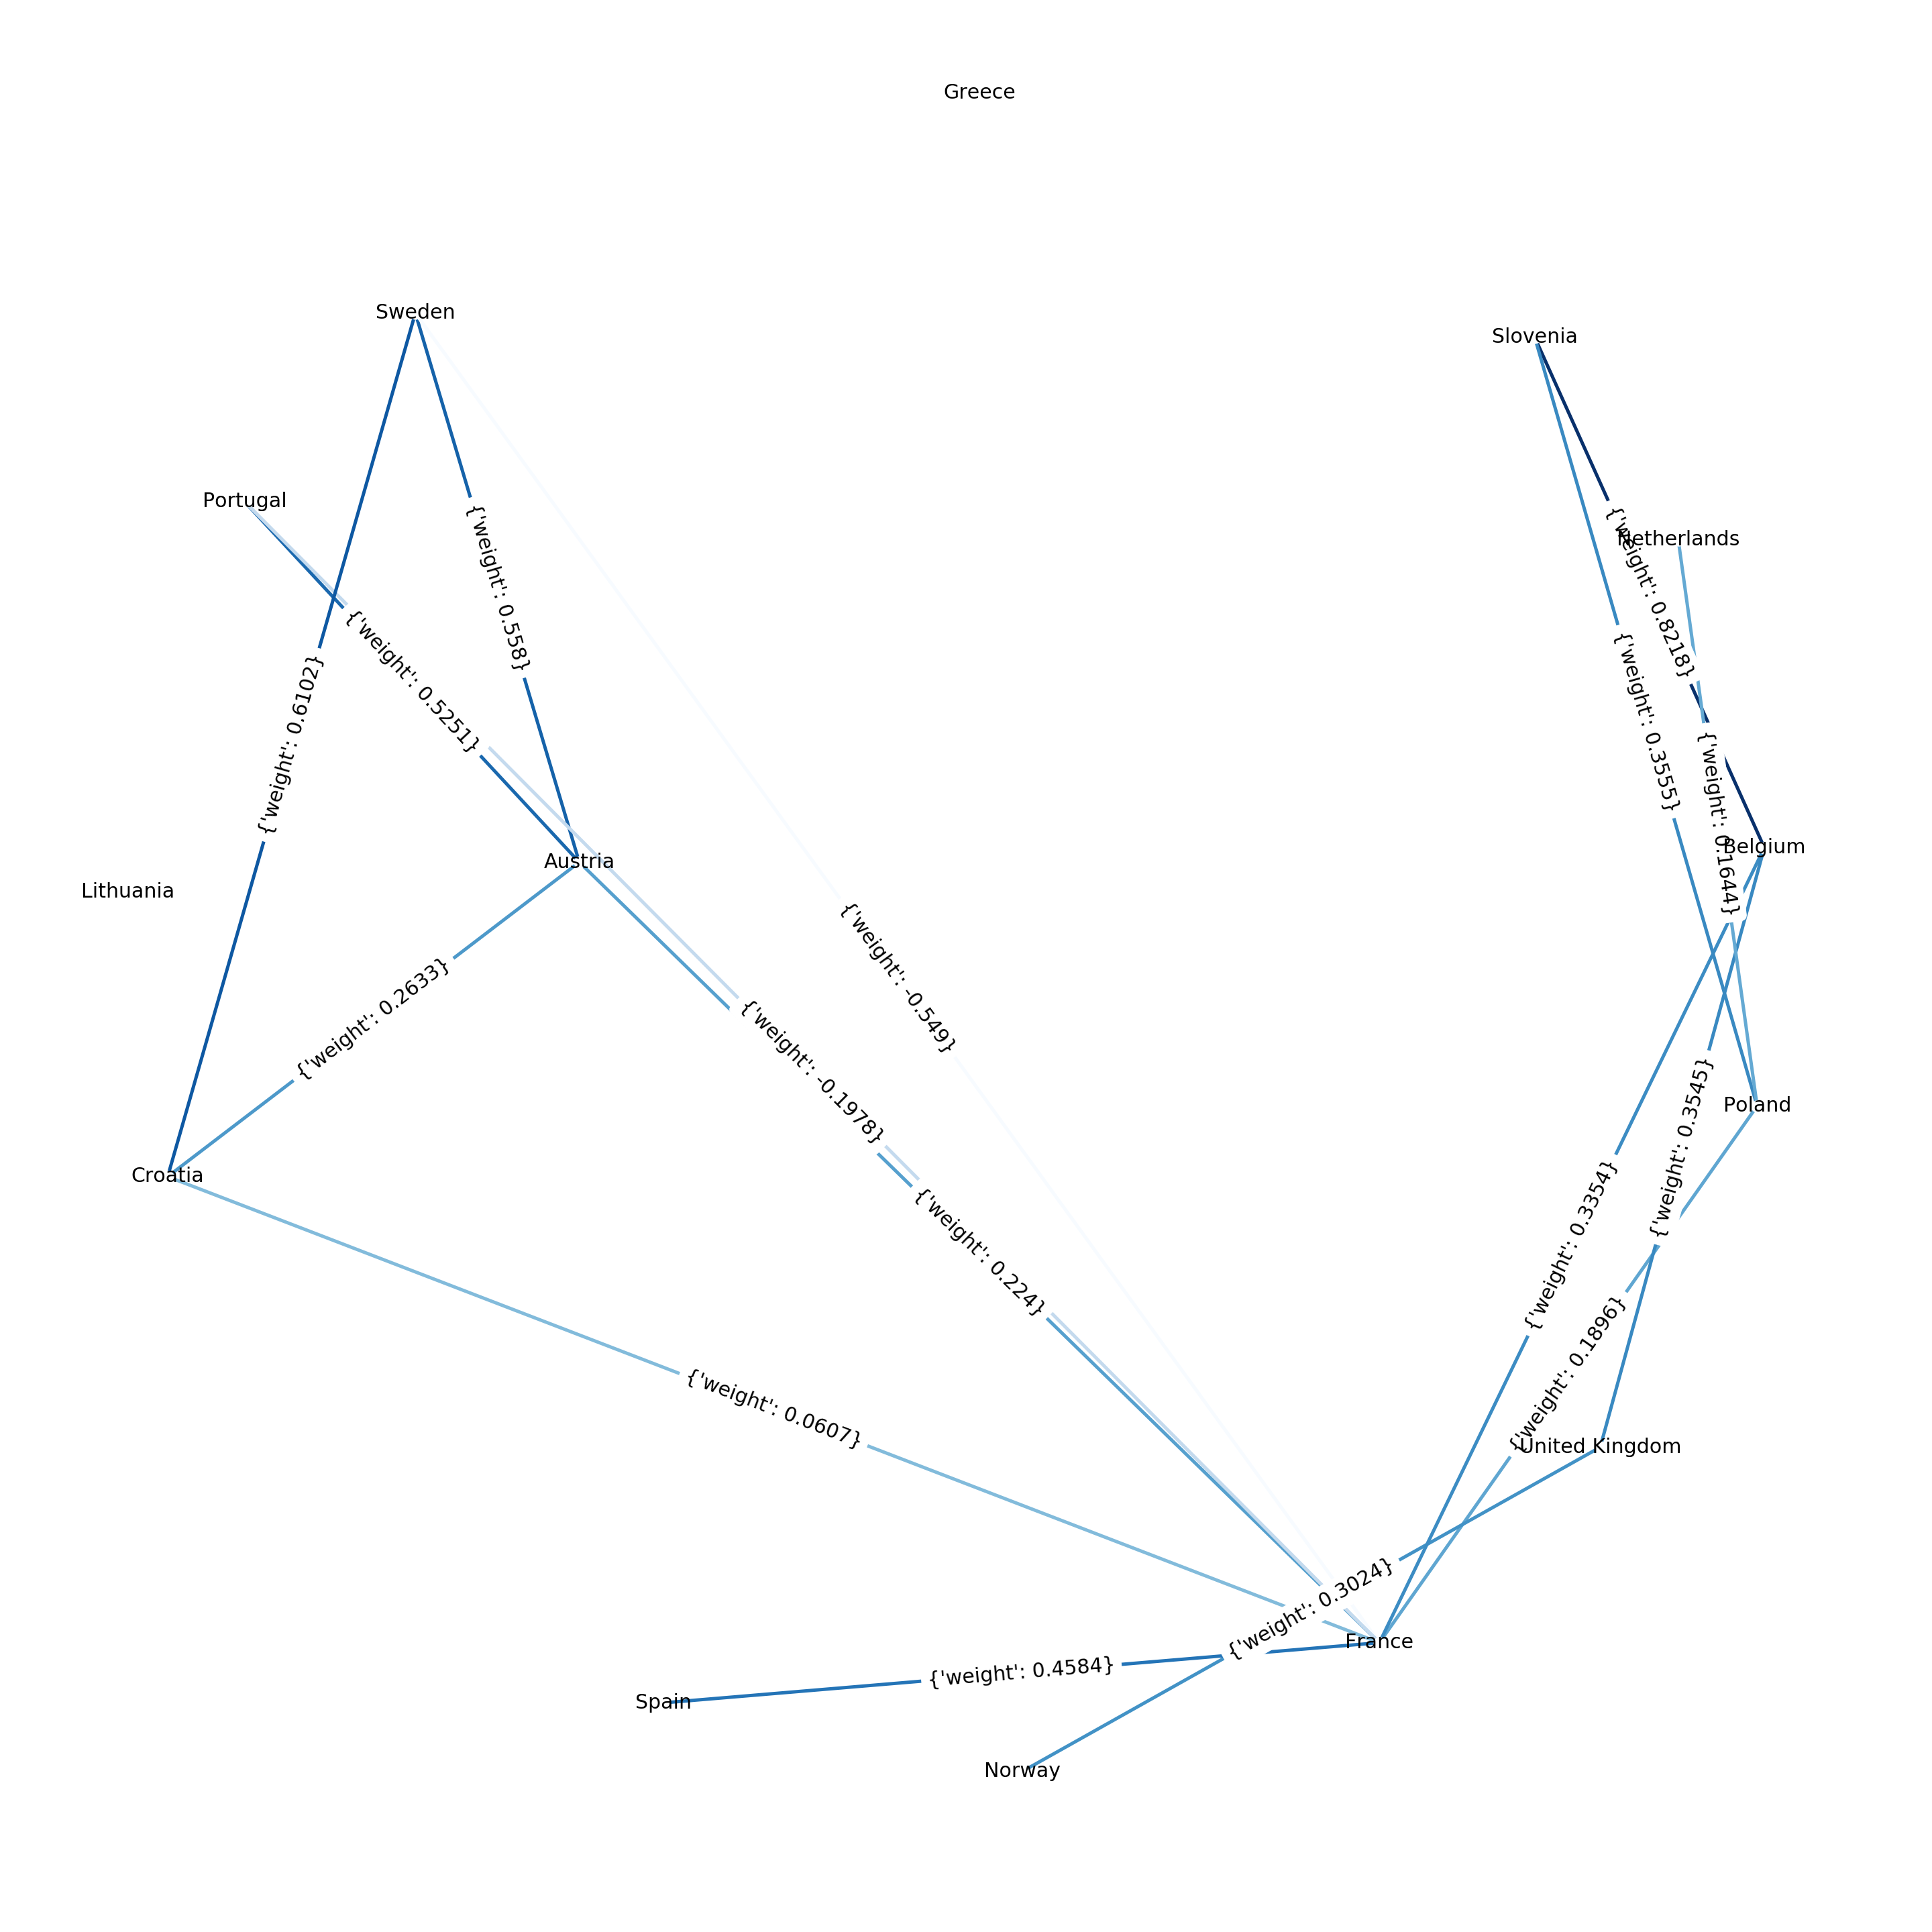 Greece
Sweden
Slovenia
Portugal
Netherlands
{'weight': 0.558}
{'weight': 0.8218}
{'weight': 0.5251}
{'weight': 0.3555}
{'weight': 0.6102}
{'weight': 0.1644}
Belgium
Austria
Lithuania
{'weight': -0.549}
{'weight': 0.2633}
{'weight': -0.1978}
Poland
{'weight': 0.3545}
Croatia
{'weight': 0.3354}
{'weight': 0.224}
{'weight': 0.1896}
{'weight': 0.0607}
United Kingdom
{'weight': 0.3024}
France
{'weight': 0.4584}
Spain
Norway